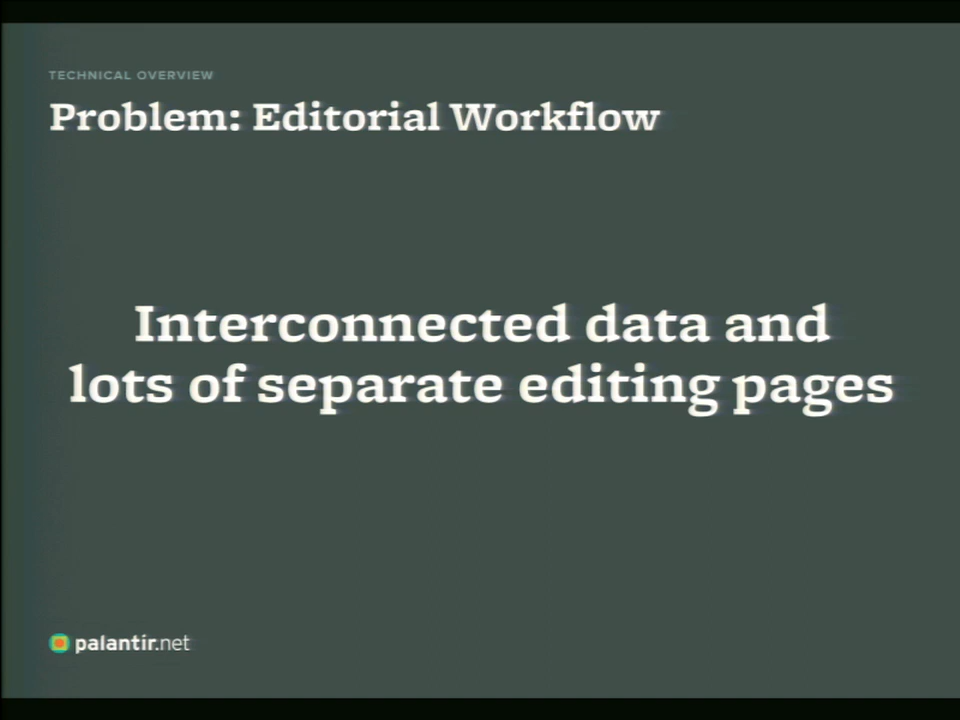 TECHNICAL OVERVIEW
Problem: Editorial Workflow
Interconnected data and
lots of separate editing pages
palantir.net